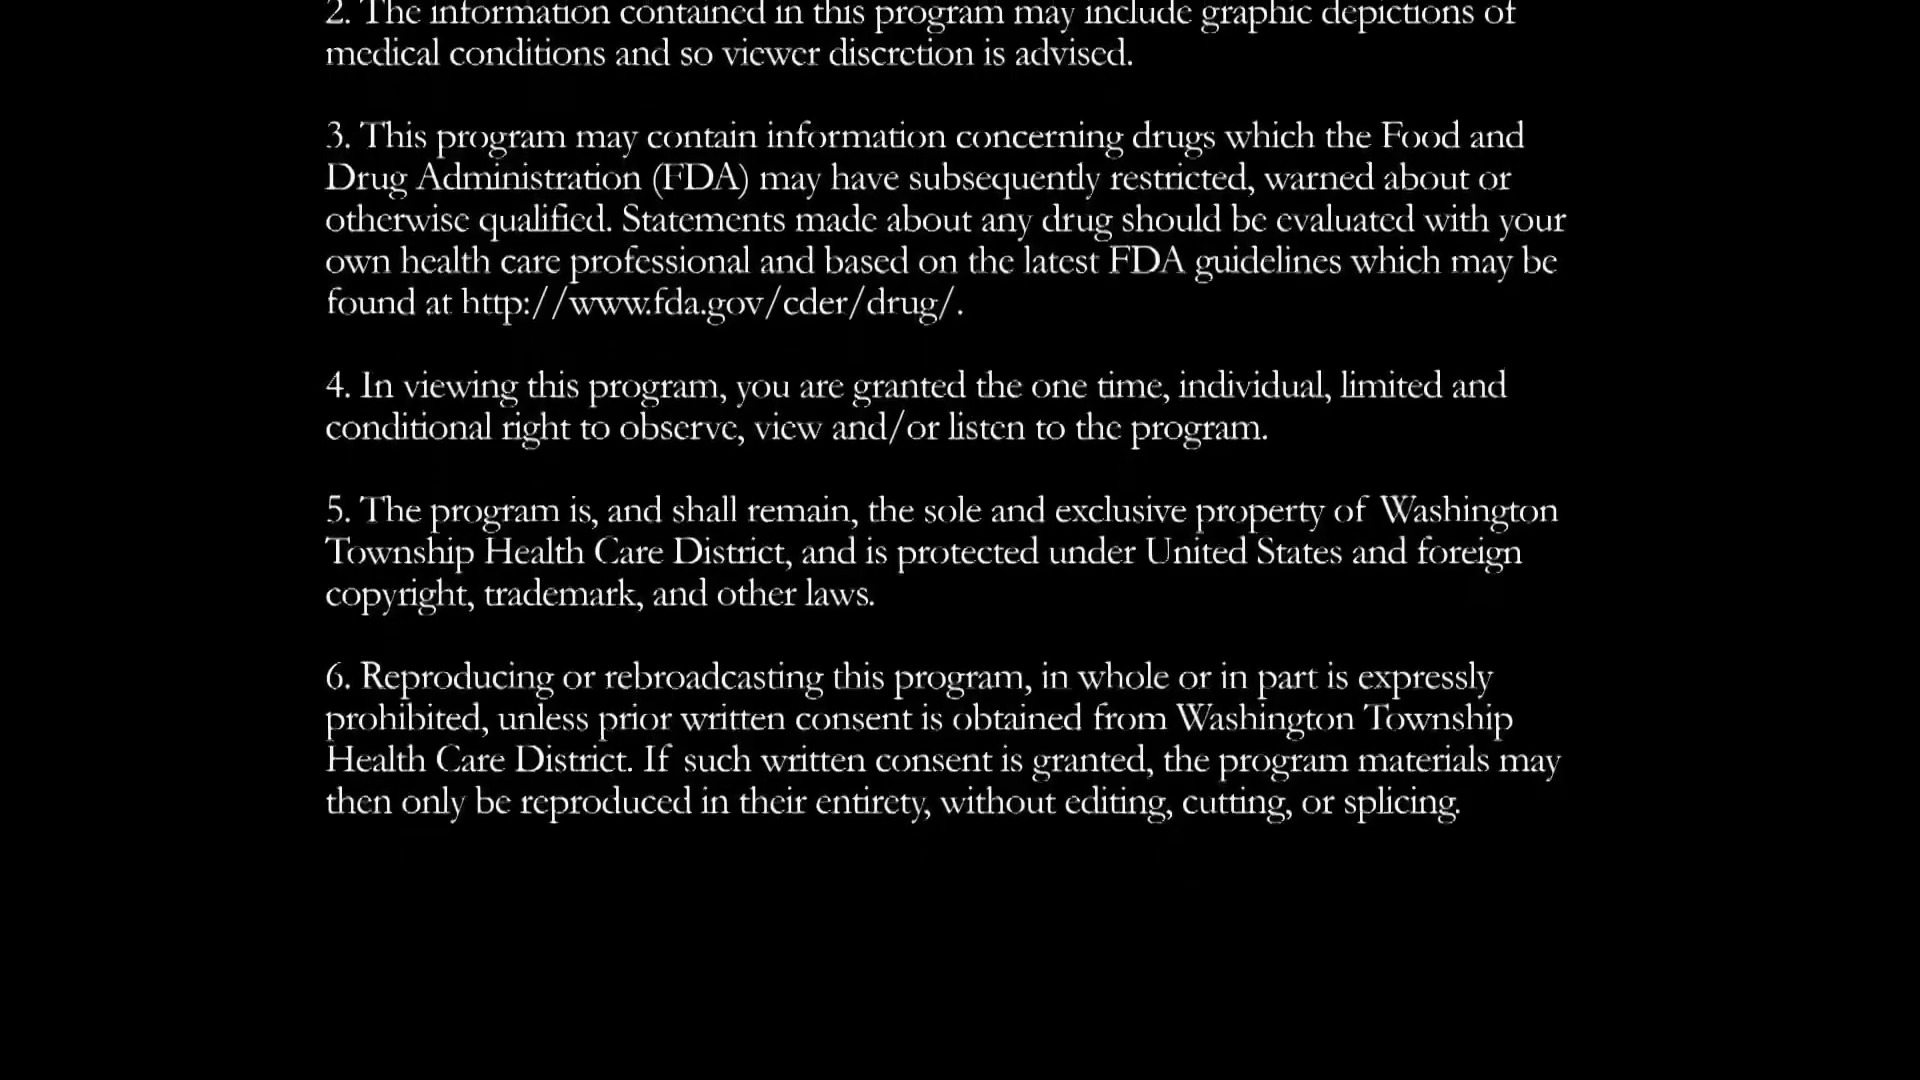 2. The information contained in this program may include graphic depictions of
medical conditions and so viewer discretion is advised.
3. This program may contain information concerning drugs which the Food and
Drug Administration (FDA) may have subsequently restricted, warned about or
otherwise qualified. Statements made about any drug should be evaluated with your
own health care professional and based on the latest FDA guidelines which may be
found at http://www.fda.gov/cder/drug/.
4. In viewing this program, you are granted the one time, individual, limited and
conditional right to observe, view and/or listen to the program.
5. The program is, and shall remain, the sole and exclusive property of Washington
Township Health Care District, and is protected under United States and foreign
copyright, trademark, and other laws.
6. Reproducing or rebroadcasting this program, in whole or in part is expressly
prohibited, unless prior written consent is obtained from Washington Township
Health Care District. If such written consent is granted, the program materials may
then only be reproduced in their entirety, without editing, cutting, or splicing.